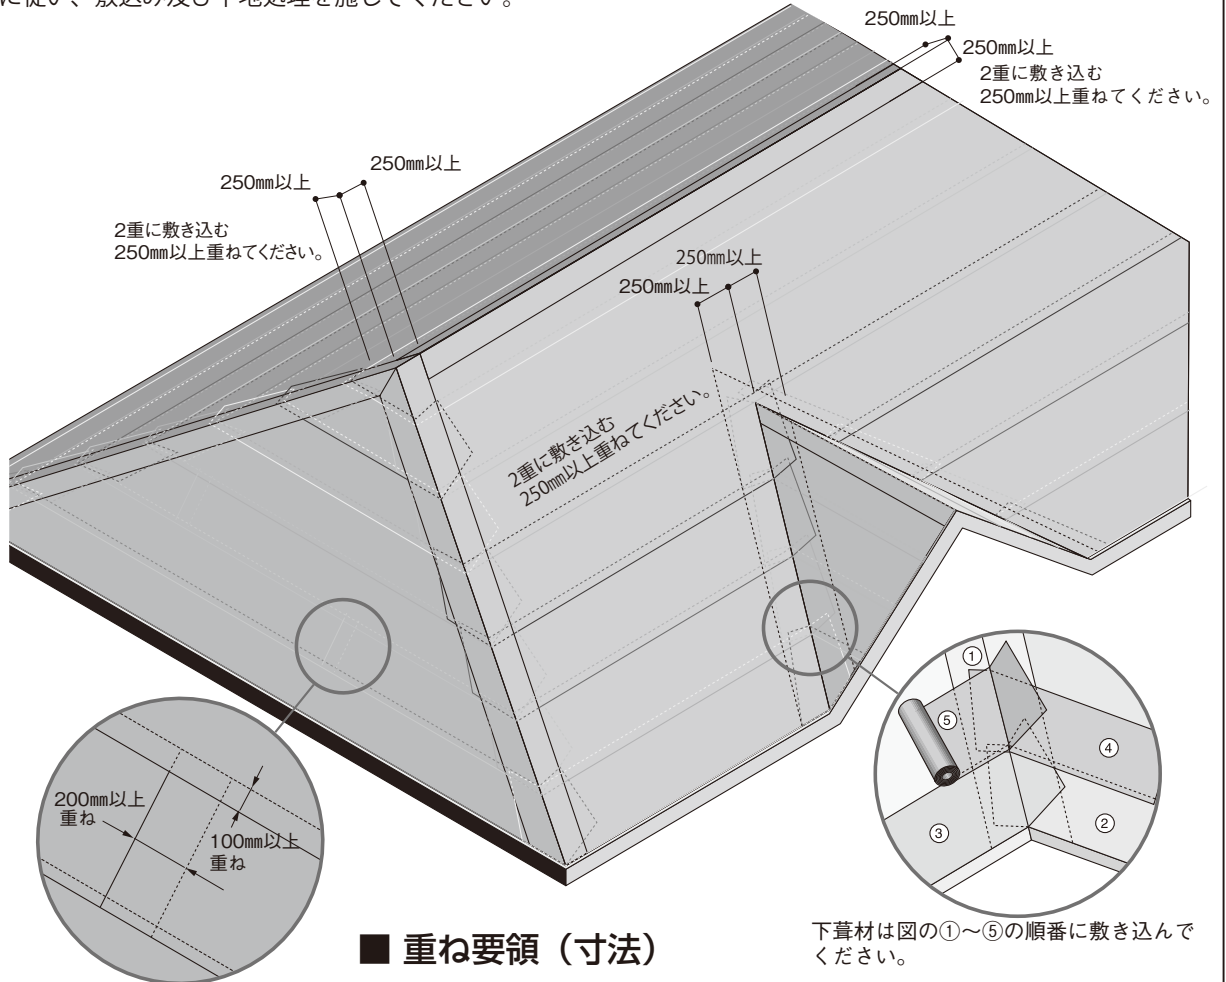 に従い、敷込み及び下地処理を施してください。
250㎜以上
250㎜以上
2重に敷き込む
250㎜以上重ねてください。
250㎜以上
250㎜以上
2重に敷き込む
250㎜以上重ねてください。
250㎜以上
250㎜以上
2重に敷き込む
250㎜以上重ねてください。
200㎜以上
重ね
100㎜以上
重ね
①
⑤
④
③
②
■ 重ね要領（寸法）
下葺材は図の①～⑤の順番に敷き込んで
ください。